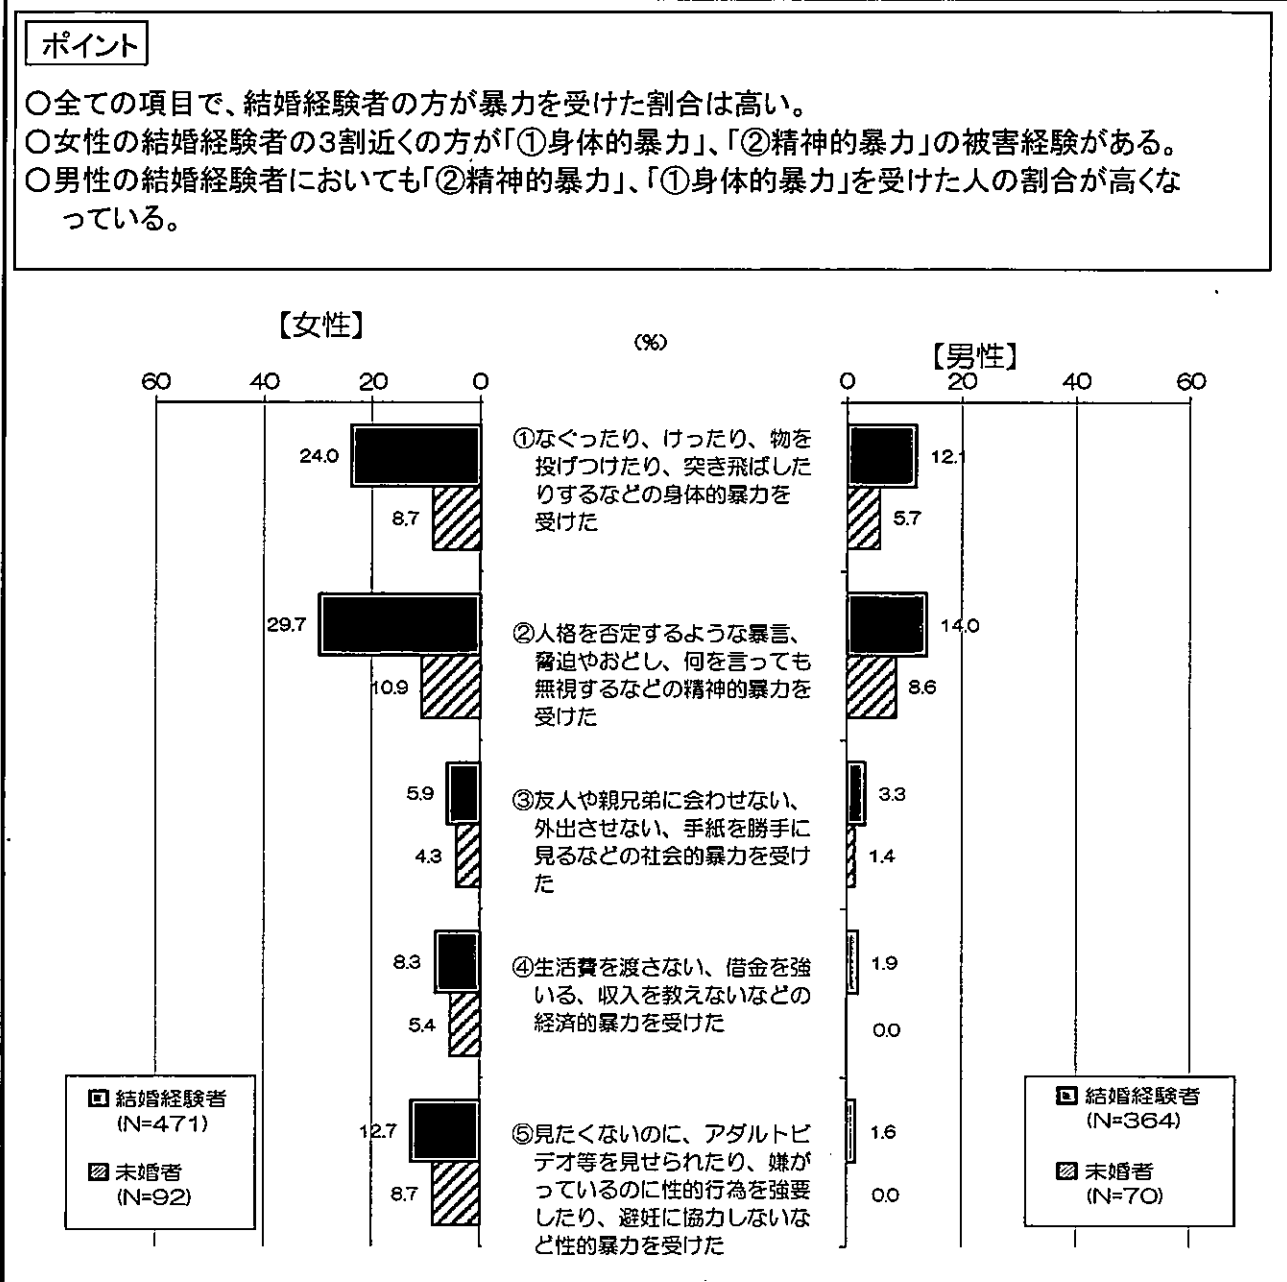 ポイント
○全ての項目で、結婚経験者の方が暴力を受けた割合は高い。
○女性の結婚経験者の3割近くの方が「①身体的暴力」、「②精神的暴力」の被害経験がある。
○男性の結婚経験者においても「②精神的暴力」、「①身体的暴力」を受けた人の割合が高くな
っている。
【女性】
(%)
【男性】
60 40 20 0
0 20 40 60
24.0
8.7
①なぐったり、けったり、物を
投げつけたり、突き飛ばした
りするなどの身体的暴力を
受けた
12.1
5.7
29.7
10.9
②人格を否定するような暴言、
脅迫やおどし、何を言っても
無視するなどの精神的暴力を
受けた
14.0
8.6
5.9
4.3
③友人や親兄弟に会わせない、
外出させない、手紙を勝手に
見るなどの社会的暴力を受け
た
3.3
1.4
8.3
5.4
④生活費を渡さない、借金を強
いる、収入を教えないなどの
経済的暴力を受けた
1.9
0.0
12.7
8.7
⑤見たくないのに、アダルトビ
デオ等を見せられたり、嫌が
っているのに性的行為を強要
したり、避妊に協力しないな
ど性的暴力を受けた
1.6
0.0
結婚経験者
(N=471)
未婚者
(N=92)
結婚経験者
(N=364)
未婚者
(N=70)